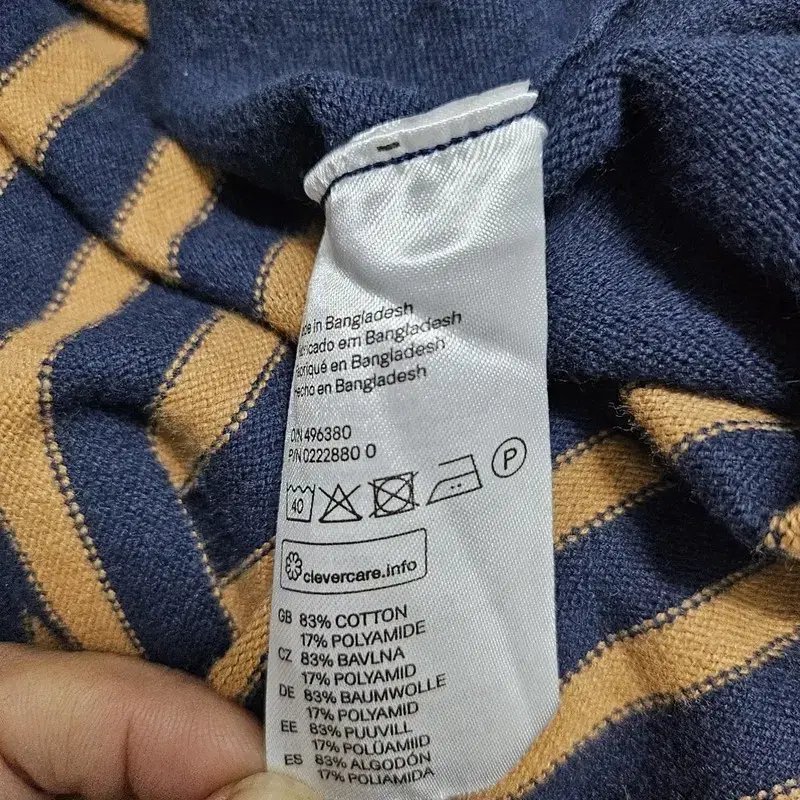 de in Bangladesh
ricado em Bangladesh
briqué en Bangladesh
echo en Bangladesh
O/N 496380
P/N 0222880 0
40
P
clevercare.info
GB 83% COTTON
17% POLYAMIDE
CZ 83% BAVLNA
17% POLYAMID
DE 83% BAUMWOLLE
17% POLYAMID
EE 83% PUUVILL
17% POLÜAMIID
ES 83% ALGODÓN
17% POLIAMIDA